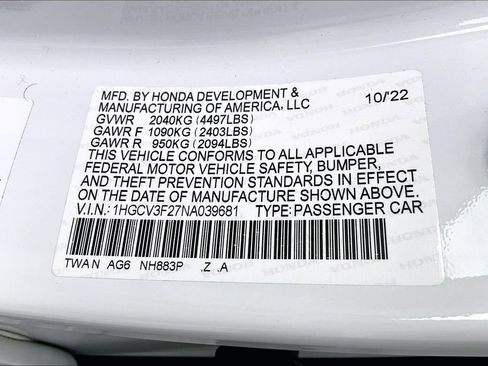 MFD. BY HONDA DEVELOPMENT &
MANUFACTURING OF AMERICA, LLC 10/'22
GVWR 2040KG (4497LBS)
GAWR F 1090KG (2403LBS)
GAWR R 950KG (2094LBS)
THIS VEHICLE CONFORMS TO ALL APPLICABLE
FEDERAL MOTOR VEHICLE SAFETY, BUMPER,
AND THEFT PREVENTION STANDARDS IN EFFECT
ON THE DATE OF MANUFACTURE SHOWN ABOVE.
V.I.N.: 1HGCV3F27NA039681 TYPE: PASSENGER CAR
TWA N AG6 NH883P .Z .A